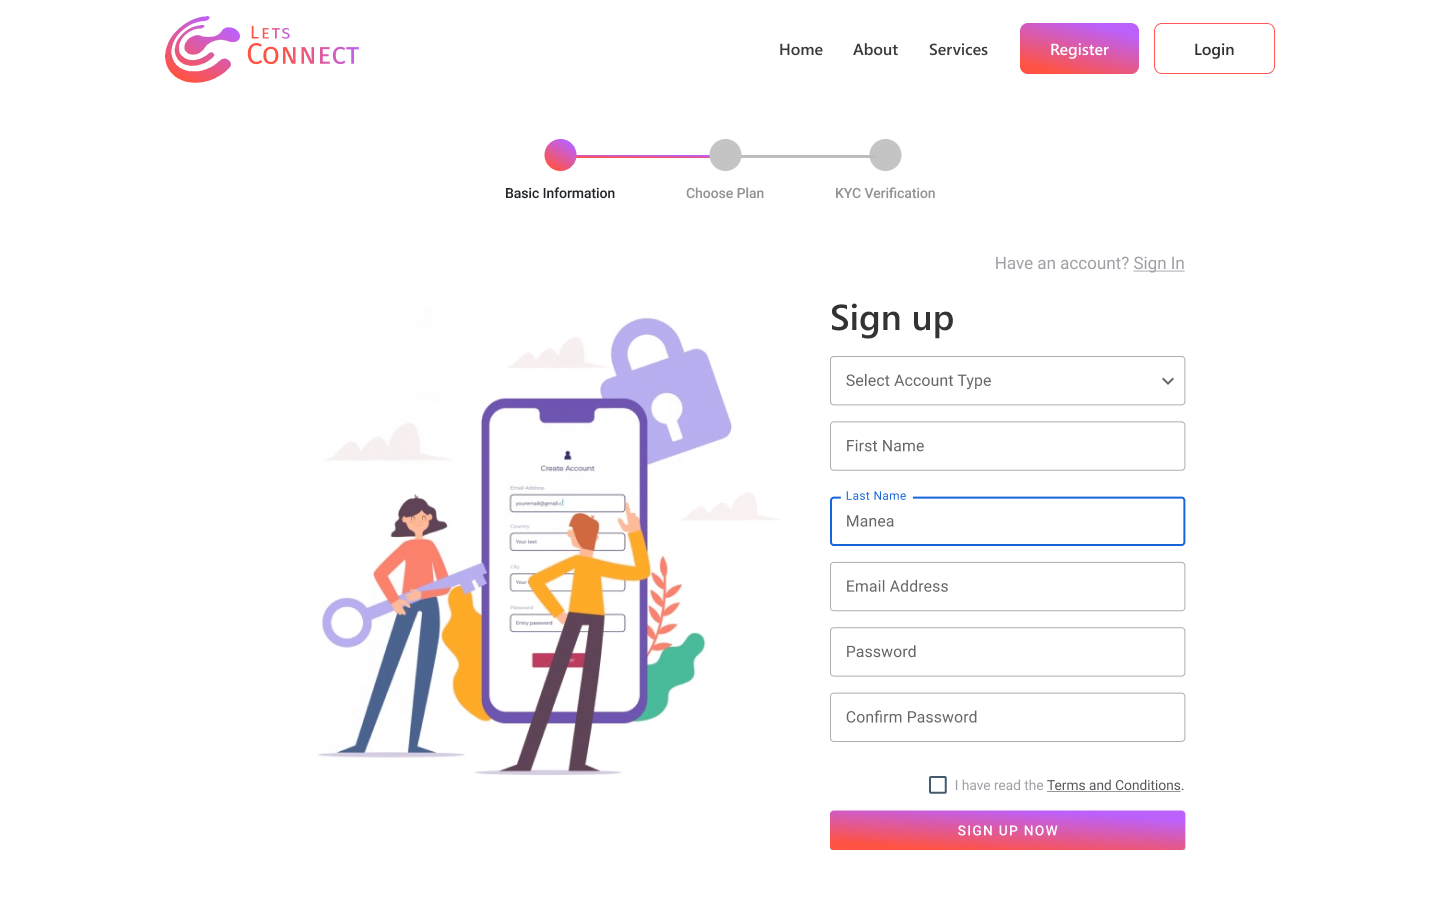 LETS
CONNECT
Home
About
Services
Register
Login
Basic Information
Choose Plan
KYC Verification
Have an account? Sign In
Sign up
Select Account Type
First Name
Last Name
Manea
Email Address
Password
Confirm Password
I have read the Terms and Conditions.
SIGN UP NOW
Create Account
Email Address
youremail@gmail.c
Country
Your text
City
Your
Password
Entry password